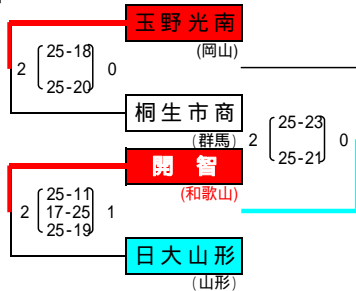 玉野光南
(岡山)
2 25-18 0
25-20
桐生市商
(群馬)
2 25-23 0
25-21
開智
(和歌山)
2 25-11 1
17-25
25-19
日大山形
(山形)